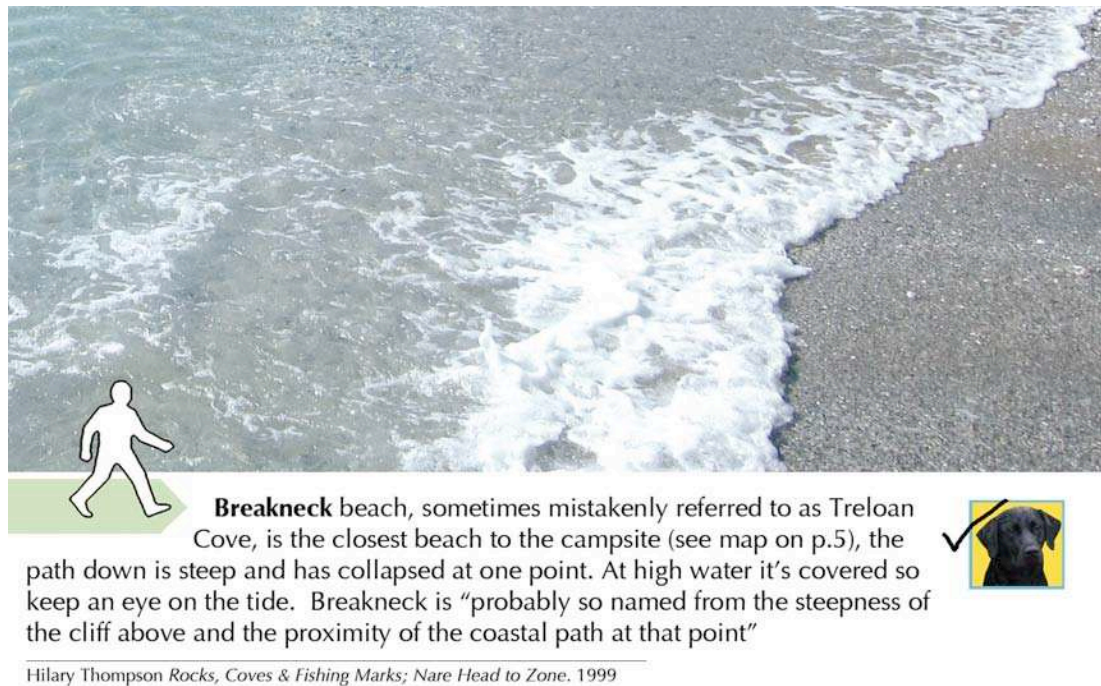 Breakneck beach, sometimes mistakenly referred to as Treloan
Cove, is the closest beach to the campsite (see map on p.5), the
path down is steep and has collapsed at one point. At high water it's covered so
keep an eye on the tide.  Breakneck is “probably so named from the steepness of
the cliff above and the proximity of the coastal path at that point”
Hilary Thompson Rocks, Coves & Fishing Marks; Nare Head to Zone. 1999